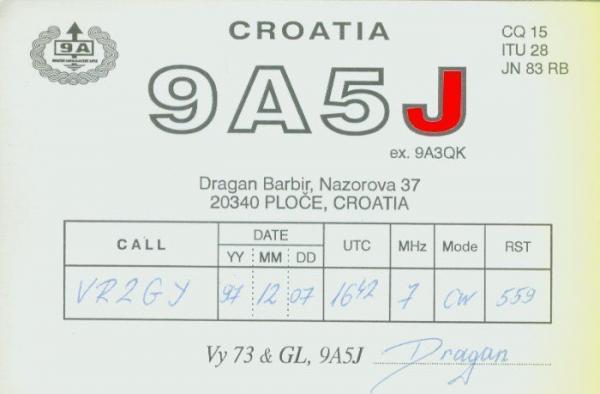 9A
CROATIA
CQ 15
ITU 28
JN 83 RB
9A5J
ex. 9A3QK
Dragan Barbir, Nazorova 37
20340 PLOČE, CROATIA
CALL DATE UTC MHz Mode RST
YY MM DD
VR2GY 97 12 07 1642 7 CW 559
Vy 73 & GL, 9A5J Dragan